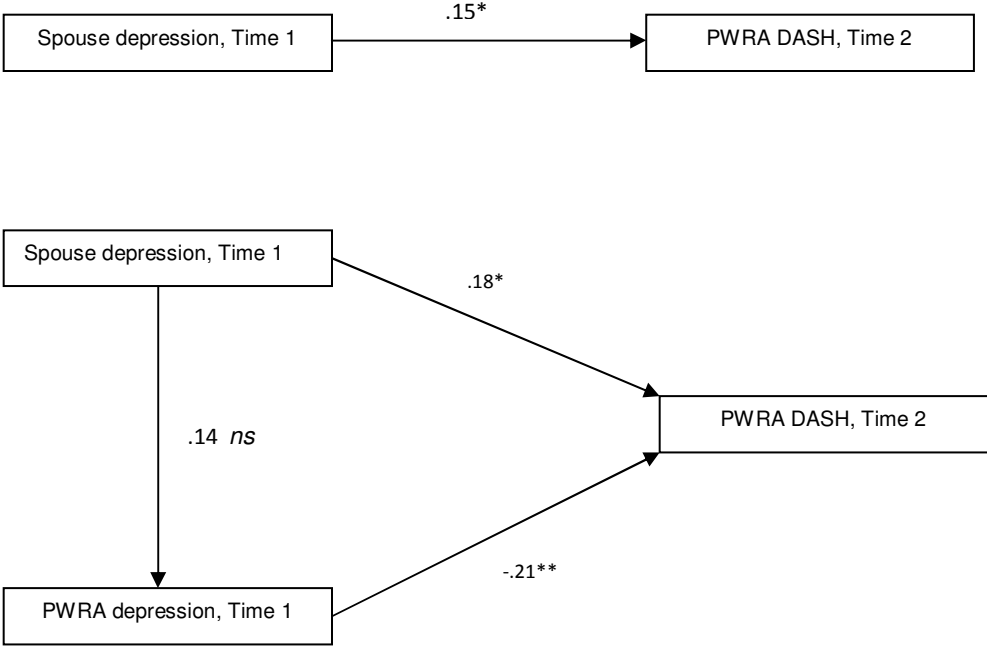 .15*
Spouse depression, Time 1
PWRA DASH, Time 2
Spouse depression, Time 1
.18*
PWRA DASH, Time 2
.14 ns
-.21**
PWRA depression, Time 1